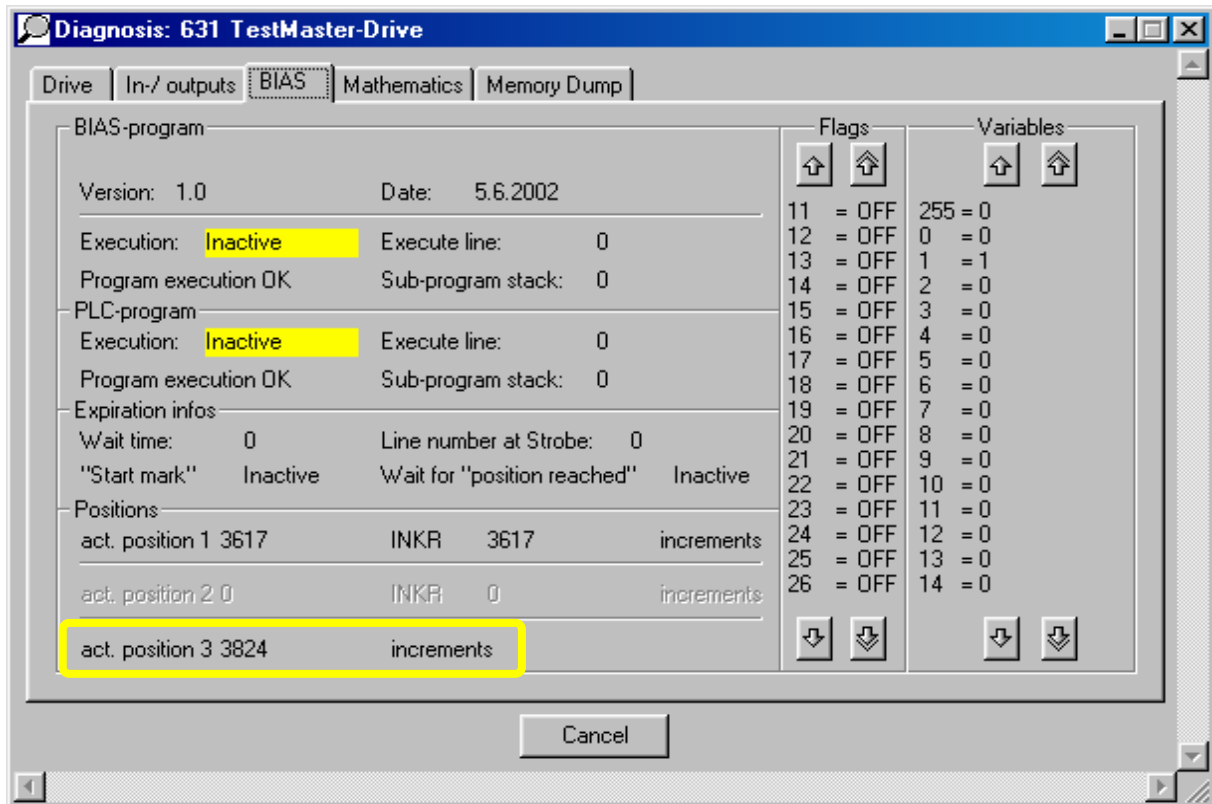 Diagnosis: 631 TestMaster-Drive
Drive In-/ outputs BIAS Mathematics Memory Dump
BIAS-program
Version: 1.0 Date: 5.6.2002
Execution: Inactive Execute line: 0
Program execution OK Sub-program stack: 0
PLC-program
Execution: Inactive Execute line: 0
Program execution OK Sub-program stack: 0
Expiration infos
Wait time: 0 Line number at Strobe: 0
"Start mark" Inactive Wait for "position reached" Inactive
Positions
act. position 1 3617 INKR 3617 increments
act. position 2 0 INKR 0 increments
act. position 3 3824 increments
Flags
11 = OFF
12 = OFF
13 = OFF
14 = OFF
15 = OFF
16 = OFF
17 = OFF
18 = OFF
19 = OFF
20 = OFF
21 = OFF
22 = OFF
23 = OFF
24 = OFF
25 = OFF
26 = OFF
Variables
255 = 0
0 = 0
1 = 1
2 = 0
3 = 0
4 = 0
5 = 0
6 = 0
7 = 0
8 = 0
9 = 0
10 = 0
11 = 0
12 = 0
13 = 0
14 = 0
Cancel